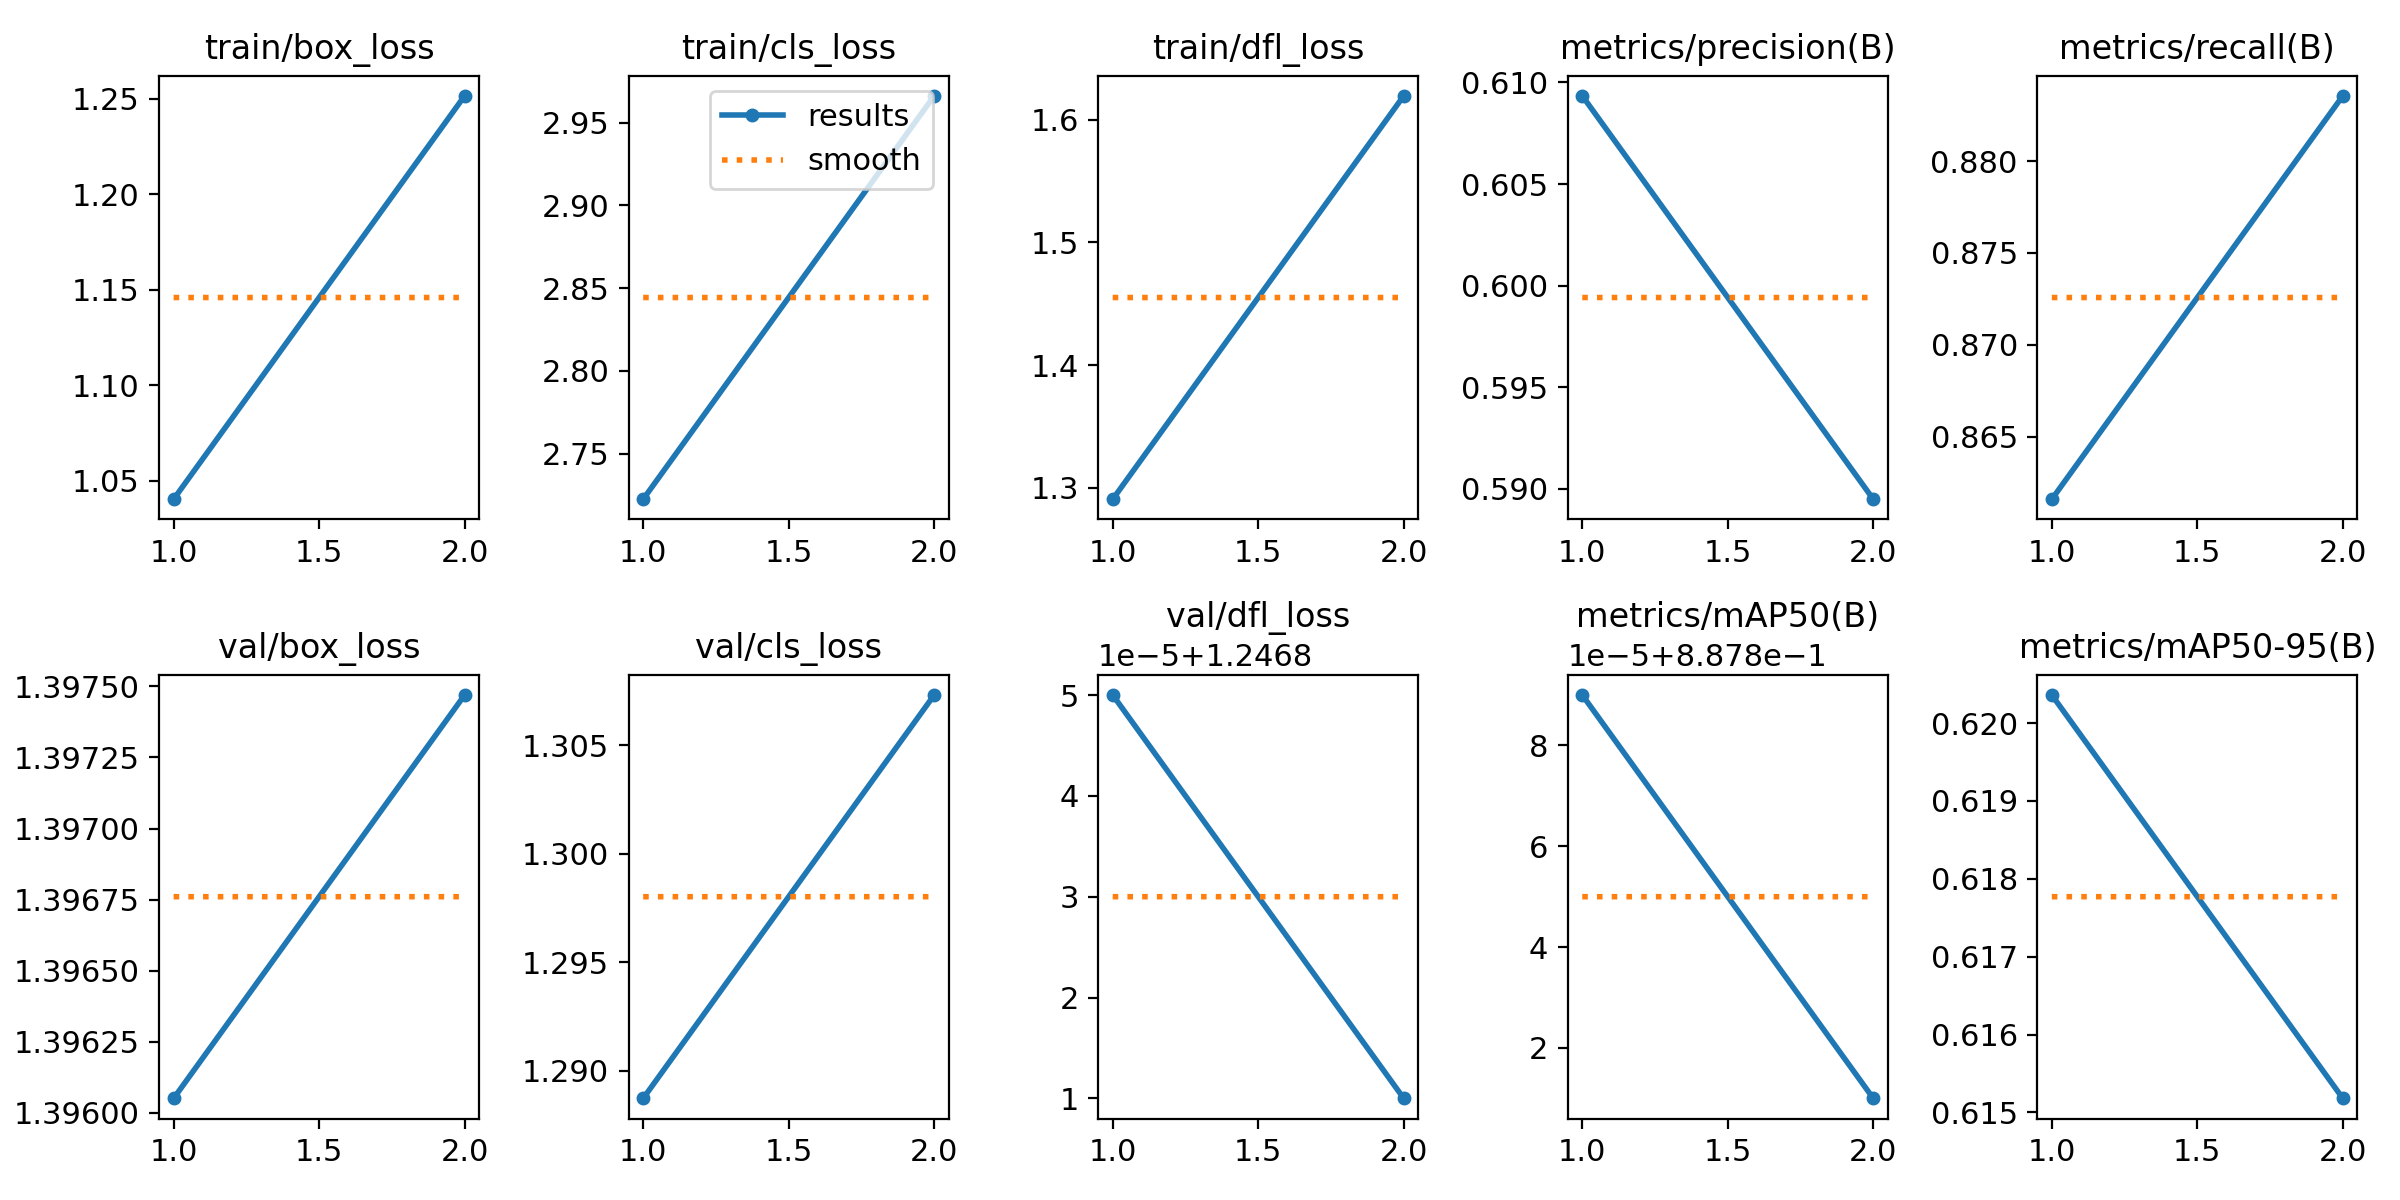 train/box_loss
1.25
1.20
1.15
1.10
1.05
1.0 1.5 2.0
train/cls_loss
results
smooth
2.95
2.90
2.85
2.80
2.75
1.0 1.5 2.0
train/dfl_loss
1.6
1.5
1.4
1.3
1.0 1.5 2.0
metrics/precision(B)
0.610
0.605
0.600
0.595
0.590
1.0 1.5 2.0
metrics/recall(B)
0.880
0.875
0.870
0.865
1.0 1.5 2.0
val/box_loss
1.39750
1.39725
1.39700
1.39675
1.39650
1.39625
1.39600
1.0 1.5 2.0
val/cls_loss
1.305
1.300
1.295
1.290
1.0 1.5 2.0
val/dfl_loss
1e−5+1.2468
5
4
3
2
1
1.0 1.5 2.0
metrics/mAP50(B)
1e−5+8.878e−1
8
6
4
2
1.0 1.5 2.0
metrics/mAP50-95(B)
0.620
0.619
0.618
0.617
0.616
0.615
1.0 1.5 2.0